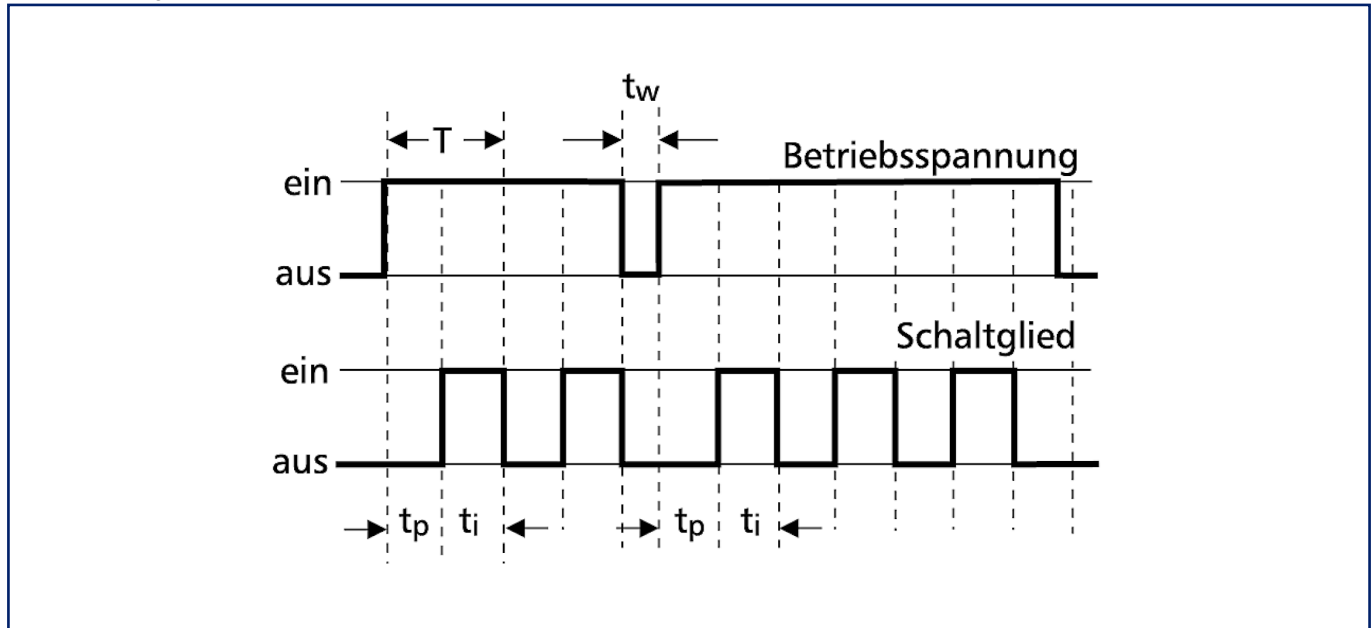 tw
T
Betriebsspannung
ein
aus
Schaltglied
ein
aus
tp ti tp ti